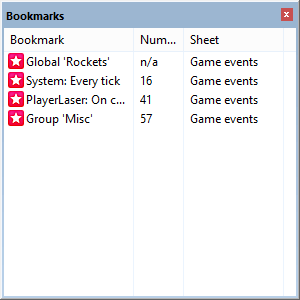 Bookmarks
Bookmark Num... Sheet
Global 'Rockets' n/a Game events
System: Every tick 16 Game events
PlayerLaser: On c... 41 Game events
Group 'Misc' 57 Game events